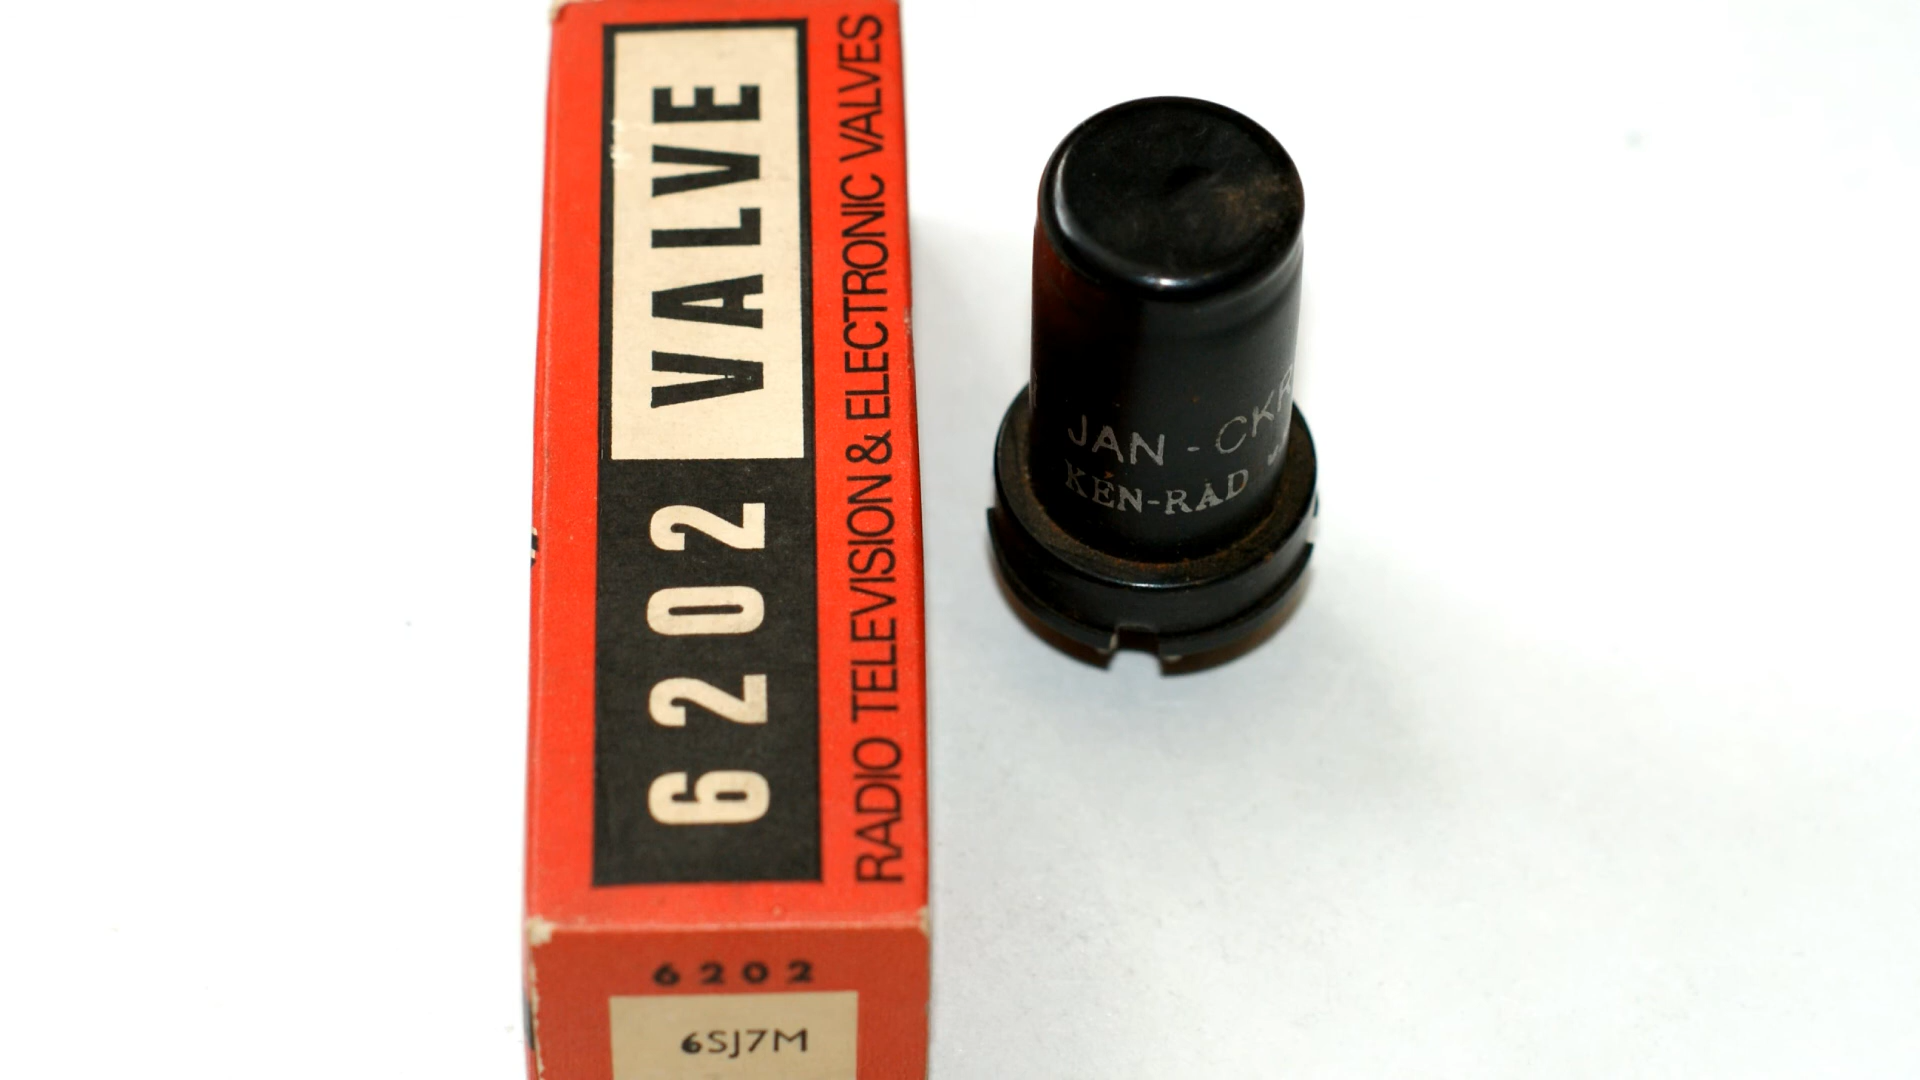 6202 VALVE
RADIO TELEVISION & ELECTRONIC VALVES
6202
6SJ7M
JAN - CKR
KEN-RAD